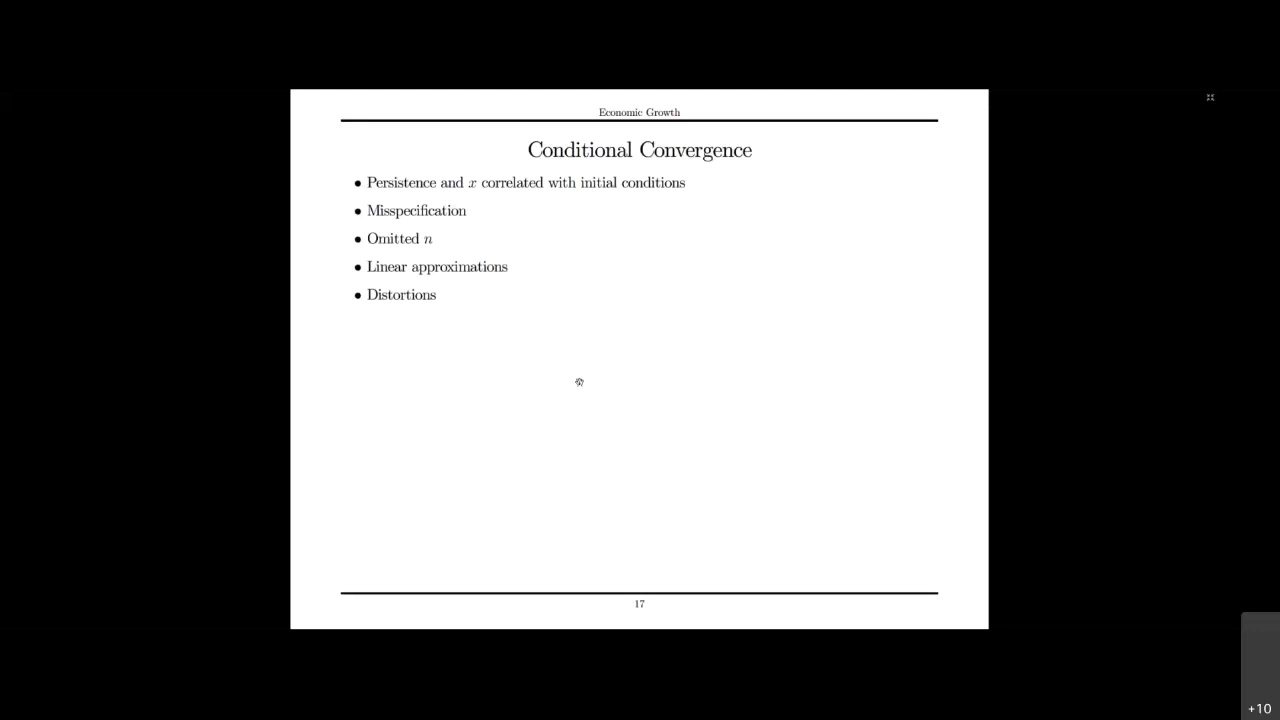 Economic Growth
Conditional Convergence
• Persistence and x correlated with initial conditions
• Misspecification
• Omitted n
• Linear approximations
• Distortions
17
+10